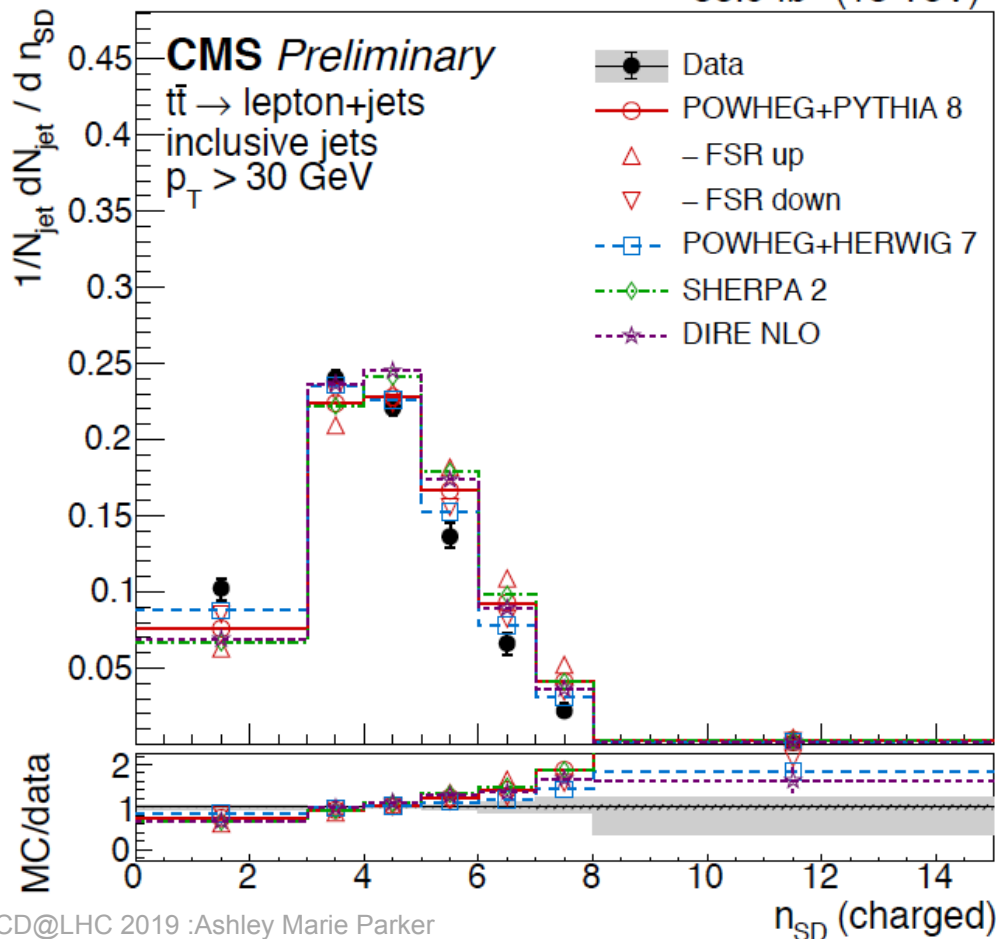 CMS Preliminary
tt̄ → lepton+jets
inclusive jets
p_T > 30 GeV
Data
POWHEG+PYTHIA 8
– FSR up
– FSR down
POWHEG+HERWIG 7
SHERPA 2
DIRE NLO
1/N_jet dN_jet / d n_SD
0.45
0.4
0.35
0.3
0.25
0.2
0.15
0.1
0.05
MC/data
2
1
0
0 2 4 6 8 10 12 14
n_SD (charged)
CD@LHC 2019 :Ashley Marie Parker